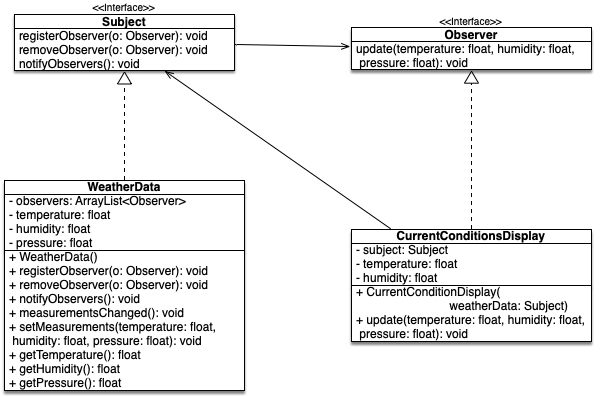 <<Interface>>
Subject
registerObserver(o: Observer): void
removeObserver(o: Observer): void
notifyObservers(): void
<<Interface>>
Observer
update(temperature: float, humidity: float,
pressure: float): void
WeatherData
- observers: ArrayList<Observer>
- temperature: float
- humidity: float
- pressure: float
+ WeatherData()
+ registerObserver(o: Observer): void
+ removeObserver(o: Observer): void
+ notifyObservers(): void
+ measurementsChanged(): void
+ setMeasurements(temperature: float,
humidity: float, pressure: float): void
+ getTemperature(): float
+ getHumidity(): float
+ getPressure(): float
CurrentConditionsDisplay
- subject: Subject
- temperature: float
- humidity: float
+ CurrentConditionDisplay(
weatherData: Subject)
+ update(temperature: float, humidity: float,
pressure: float): void